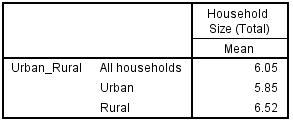 Household
Size (Total)
Mean
Urban_Rural All households 6.05
Urban 5.85
Rural 6.52